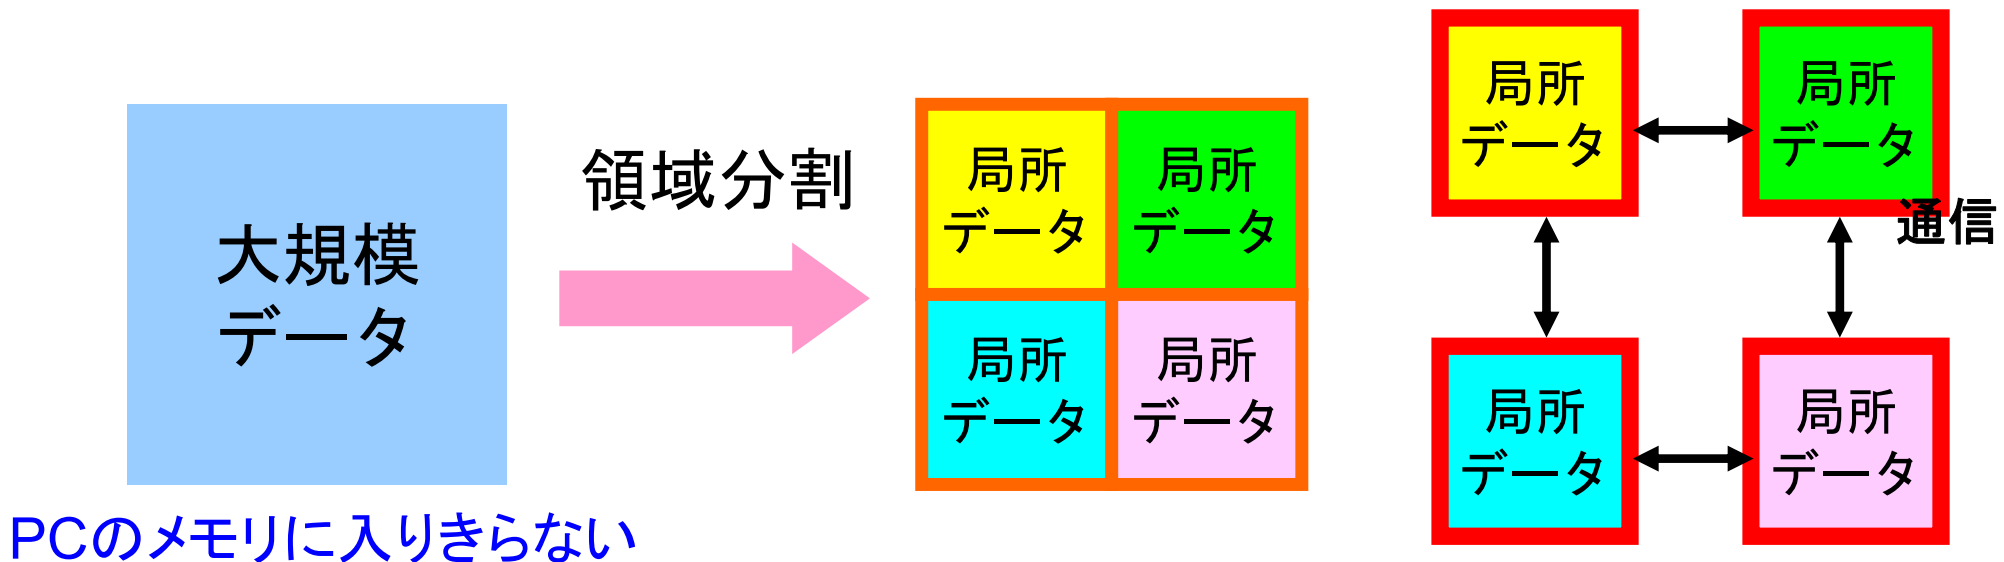 大規模
データ
PCのメモリに入りきらない
領域分割
局所
データ
局所
データ
局所
データ
局所
データ
局所
データ
局所
データ
通信
局所
データ
局所
データ